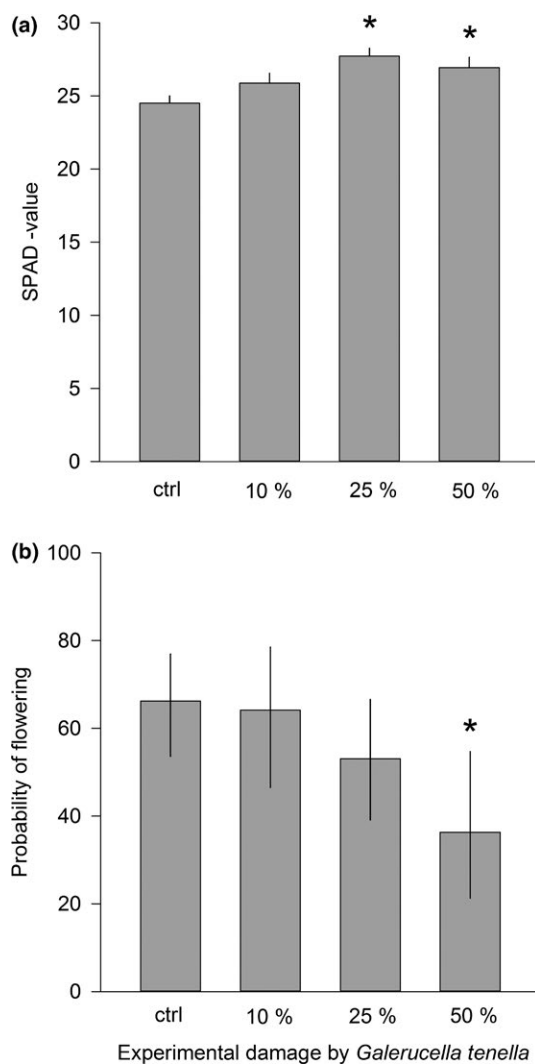 (a)
30
25
20
15
10
5
0
SPAD -value
* *
ctrl 10 % 25 % 50 %
(b)
100
80
60
40
20
0
Probability of flowering
*
ctrl 10 % 25 % 50 %
Experimental damage by Galerucella tenella